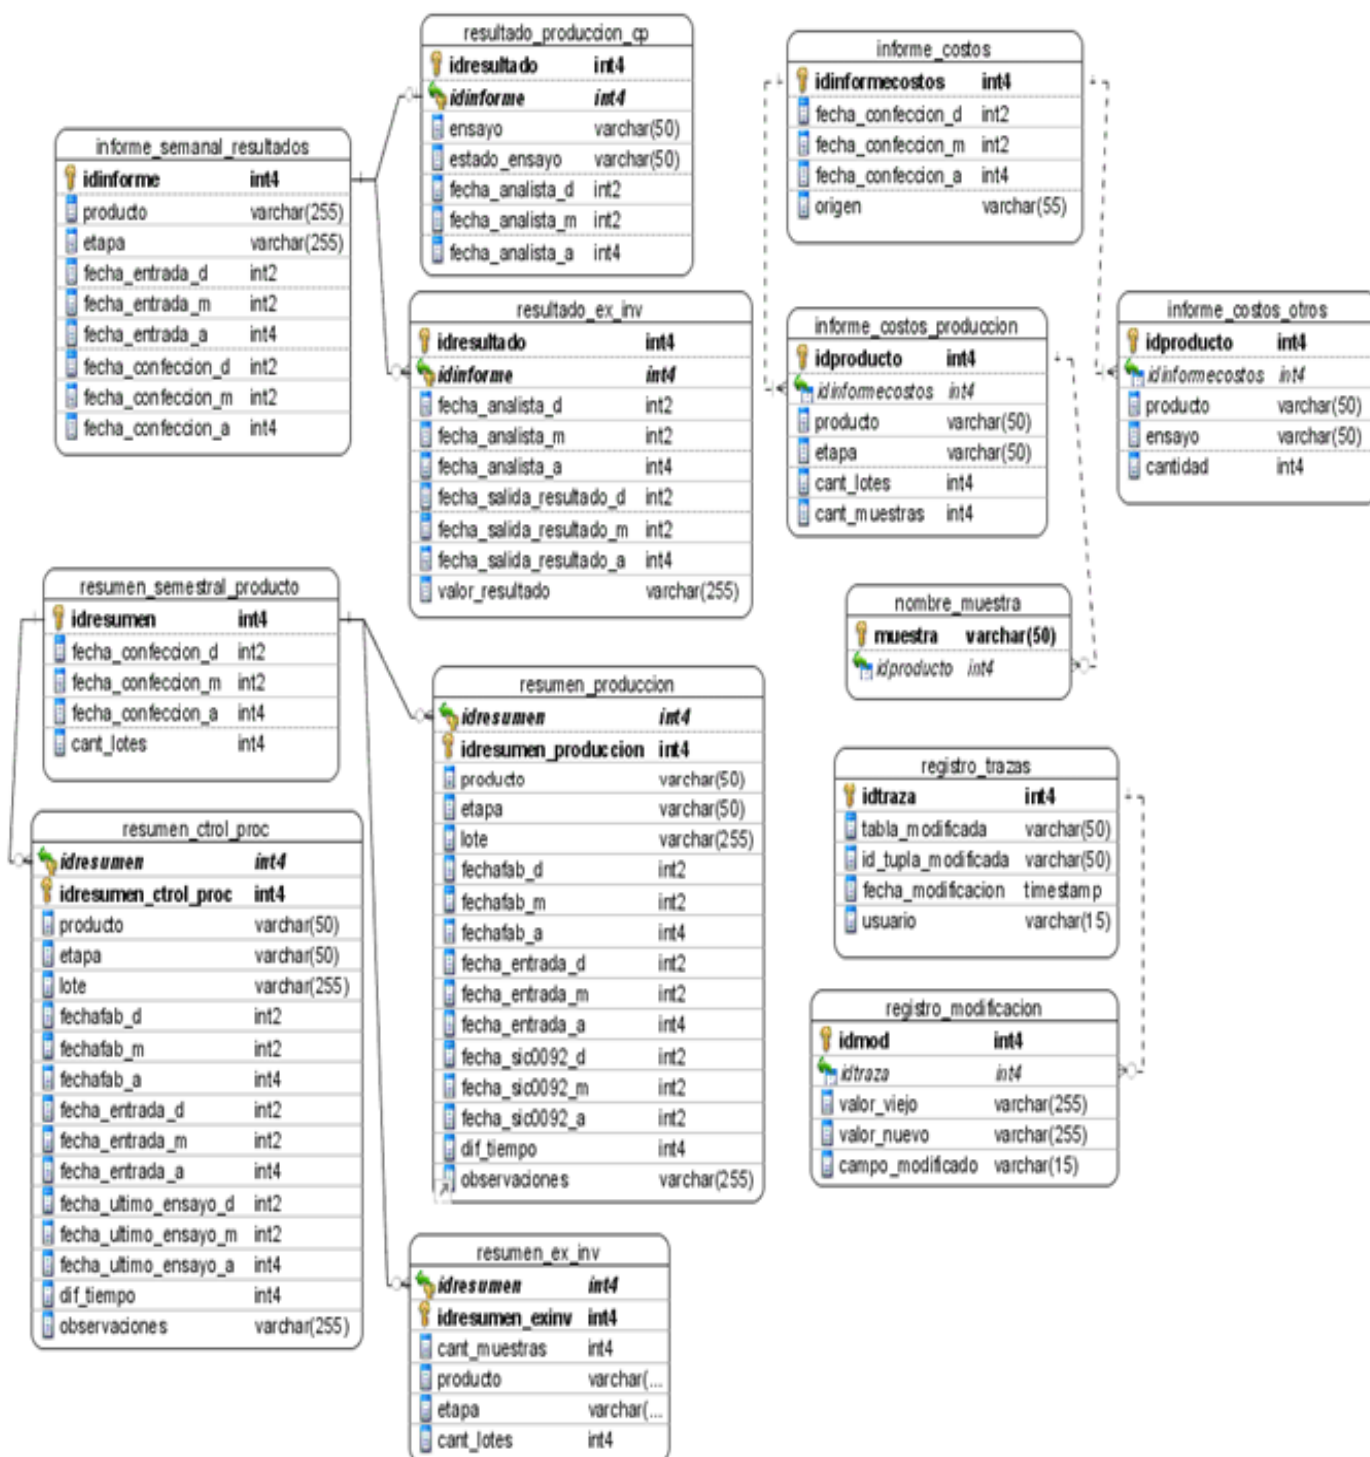 resultado_produccion_cp
idresultado int4
idinforme int4
ensayo varchar(50)
estado_ensayo varchar(50)
fecha_analista_d int2
fecha_analista_m int2
fecha_analista_a int4
informe_costos
idinformecostos int4
fecha_confeccion_d int2
fecha_confeccion_m int2
fecha_confeccion_a int4
origen varchar(55)
informe_semanal_resultados
idinforme int4
producto varchar(255)
etapa varchar(255)
fecha_entrada_d int2
fecha_entrada_m int2
fecha_entrada_a int4
fecha_confeccion_d int2
fecha_confeccion_m int2
fecha_confeccion_a int4
resultado_ex_inv
idresultado int4
idinforme int4
fecha_analista_d int2
fecha_analista_m int2
fecha_analista_a int4
fecha_salida_resultado_d int2
fecha_salida_resultado_m int2
fecha_salida_resultado_a int4
valor_resultado varchar(255)
informe_costos_produccion
idproducto int4
idinformecostos int4
producto varchar(50)
etapa varchar(50)
cant_lotes int4
cant_muestras int4
informe_costos_otros
idproducto int4
idinformecostos int4
producto varchar(50)
ensayo varchar(50)
cantidad int4
resumen_semestral_producto
idresumen int4
fecha_confeccion_d int2
fecha_confeccion_m int2
fecha_confeccion_a int4
cant_lotes int4
nombre_muestra
muestra varchar(50)
idproducto int4
resumen_produccion
idresumen int4
idresumen_produccion int4
producto varchar(50)
etapa varchar(50)
lote varchar(255)
fechafab_d int2
fechafab_m int2
fechafab_a int4
fecha_entrada_d int2
fecha_entrada_m int2
fecha_entrada_a int4
fecha_sic0092_d int2
fecha_sic0092_m int2
fecha_sic0092_a int2
dif_tiempo int4
observaciones varchar(255)
registro_trazas
idtraza int4
tabla_modificada varchar(50)
id_tupla_modificada varchar(50)
fecha_modificacion timestamp
usuario varchar(15)
resumen_ctrol_proc
idresumen int4
idresumen_ctrol_proc int4
producto varchar(50)
etapa varchar(50)
lote varchar(255)
fechafab_d int2
fechafab_m int2
fechafab_a int4
fecha_entrada_d int2
fecha_entrada_m int2
fecha_entrada_a int4
fecha_ultimo_ensayo_d int2
fecha_ultimo_ensayo_m int2
fecha_ultimo_ensayo_a int4
dif_tiempo int4
observaciones varchar(255)
registro_modificacion
idmod int4
idtraza int4
valor_viejo varchar(255)
valor_nuevo varchar(255)
campo_modificado varchar(15)
resumen_ex_inv
idresumen int4
idresumen_exinv int4
cant_muestras int4
producto varchar(...
etapa varchar(...
cant_lotes int4